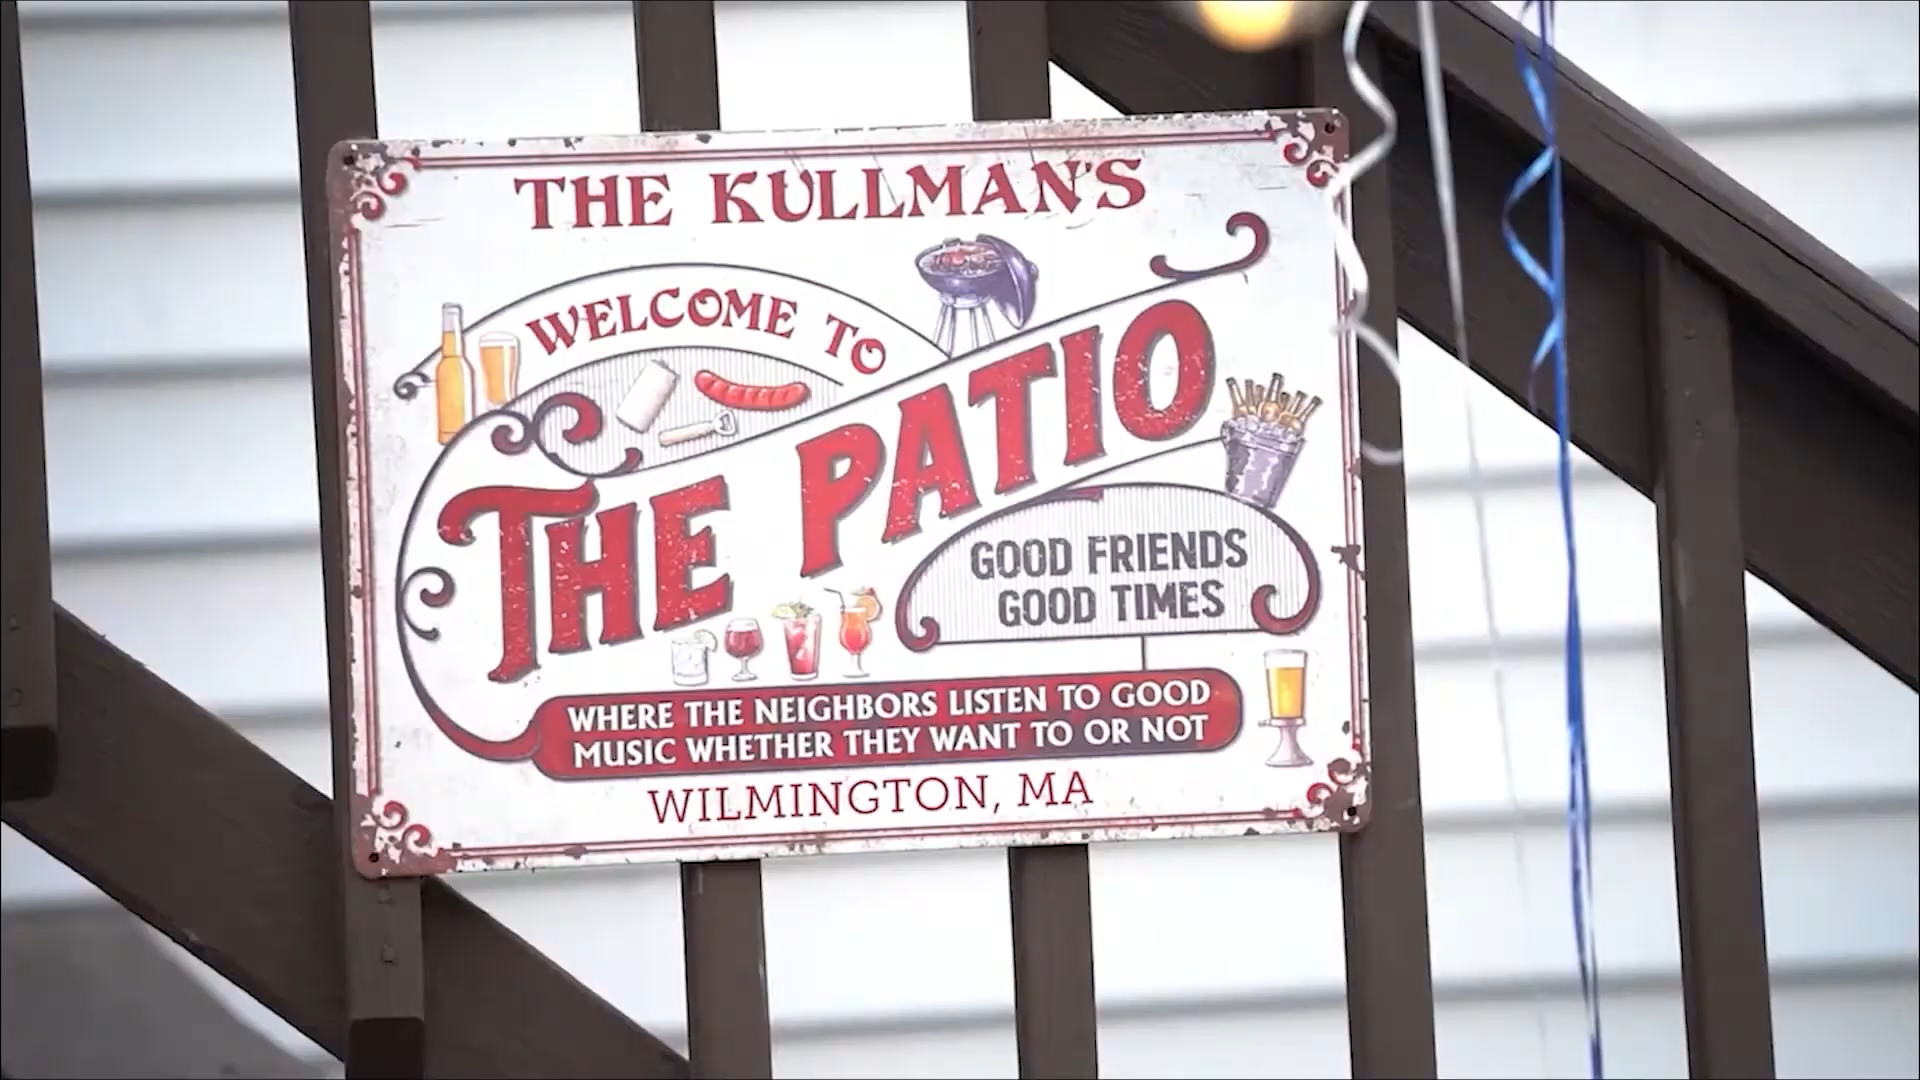 THE KULLMAN'S
WELCOME TO
THE PATIO
GOOD FRIENDS
GOOD TIMES
WHERE THE NEIGHBORS LISTEN TO GOOD
MUSIC WHETHER THEY WANT TO OR NOT
WILMINGTON, MA